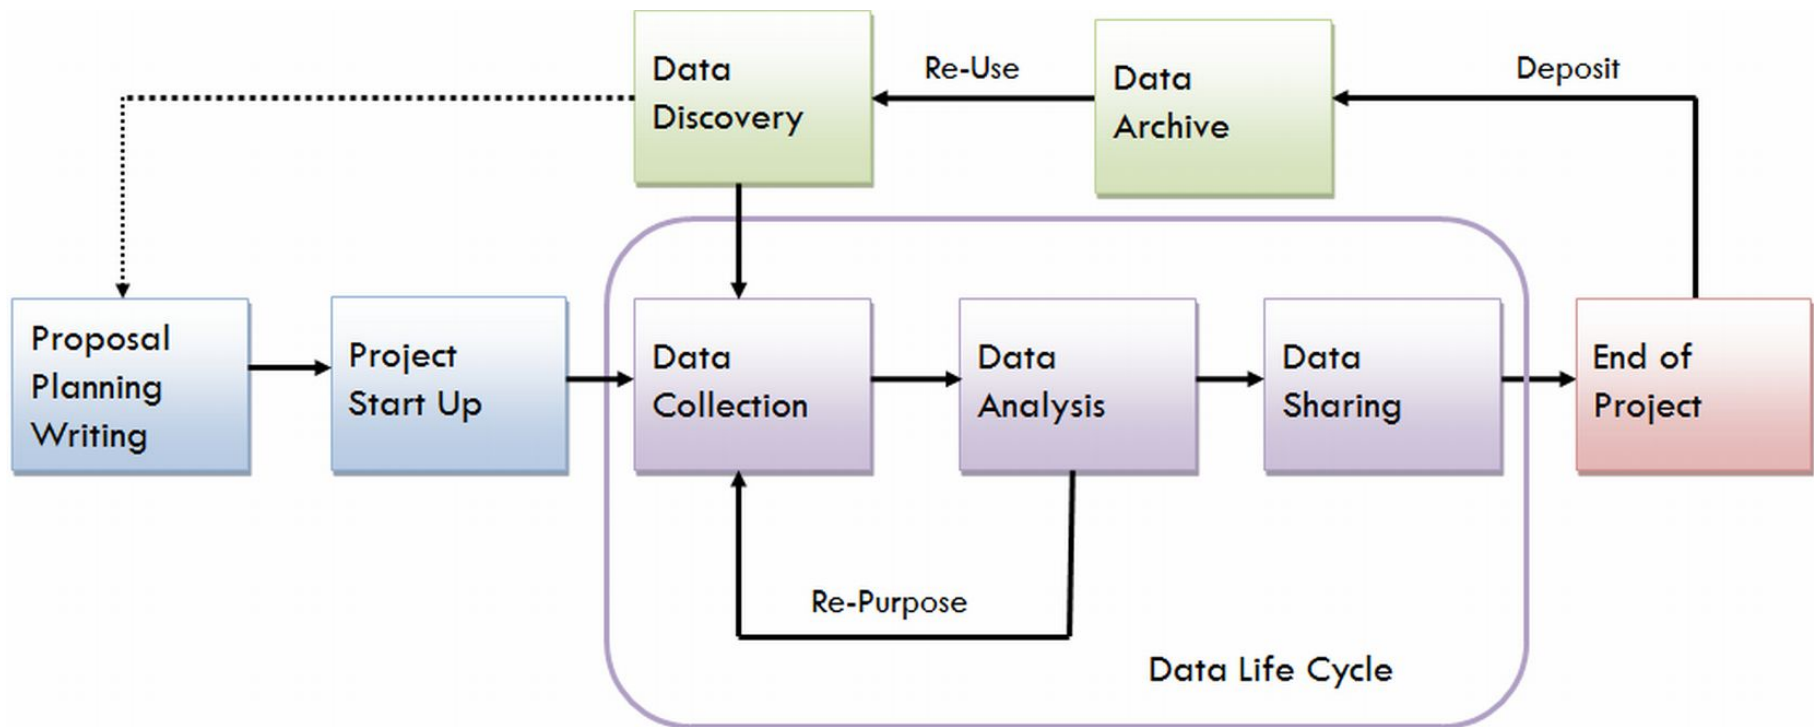 Data
Discovery
Re-Use
Data
Archive
Deposit
Proposal
Planning
Writing
Project
Start Up
Data
Collection
Data
Analysis
Data
Sharing
End of
Project
Re-Purpose
Data Life Cycle